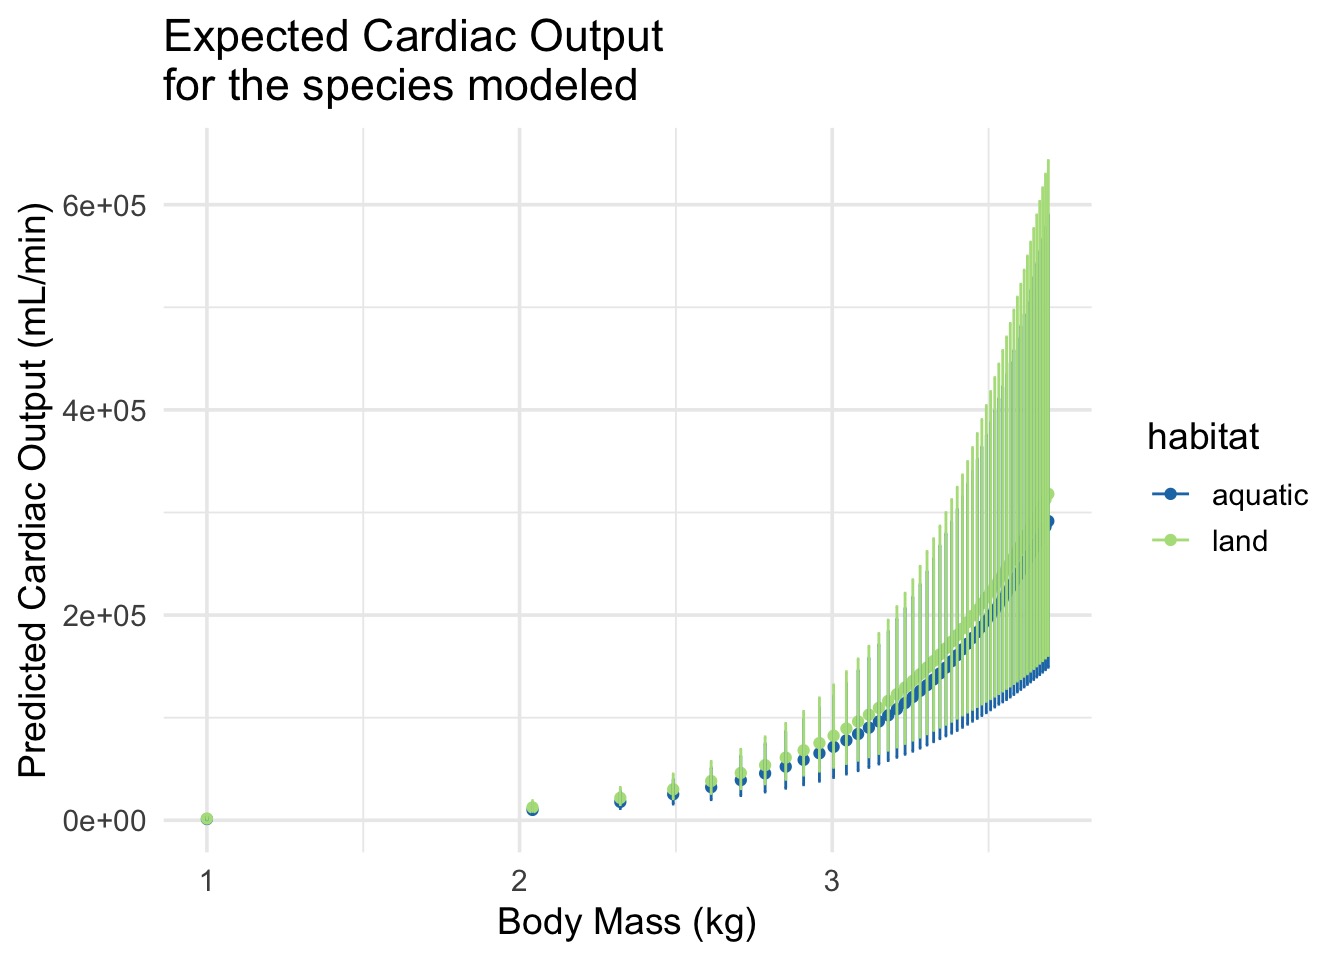 Expected Cardiac Output
for the species modeled
Predicted Cardiac Output (mL/min)
6e+05
4e+05
2e+05
0e+00
1
2
3
Body Mass (kg)
habitat
aquatic
land